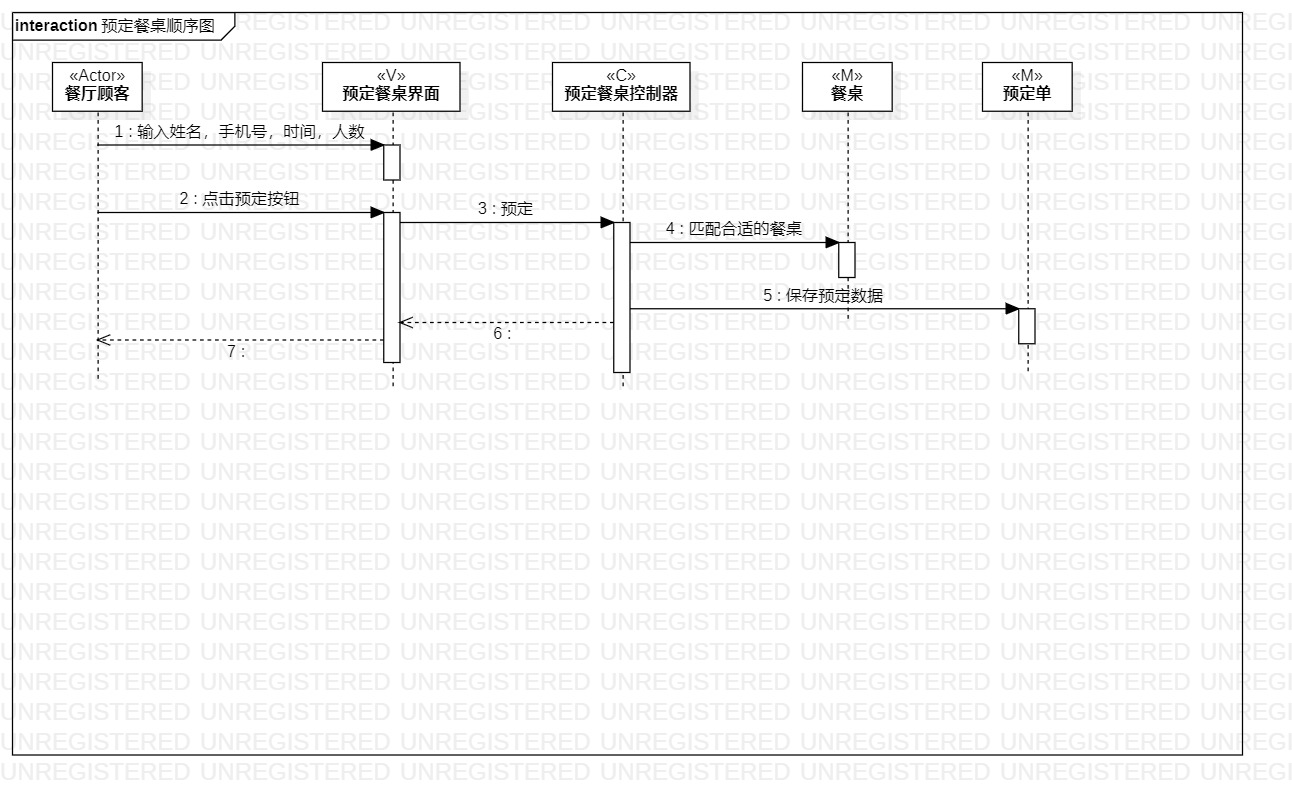 interaction 预定餐桌顺序图
«Actor»
餐厅顾客
«V»
预定餐桌界面
«C»
预定餐桌控制器
«M»
餐桌
«M»
预定单
1 : 输入姓名，手机号，时间，人数
2 : 点击预定按钮
3 : 预定
4 : 匹配合适的餐桌
5 : 保存预定数据
6 :
7 :
UNREGISTERED UNREGISTERED UNREGISTERED UNREGISTERED UNREGISTERED UNREGISTERED UNREGI